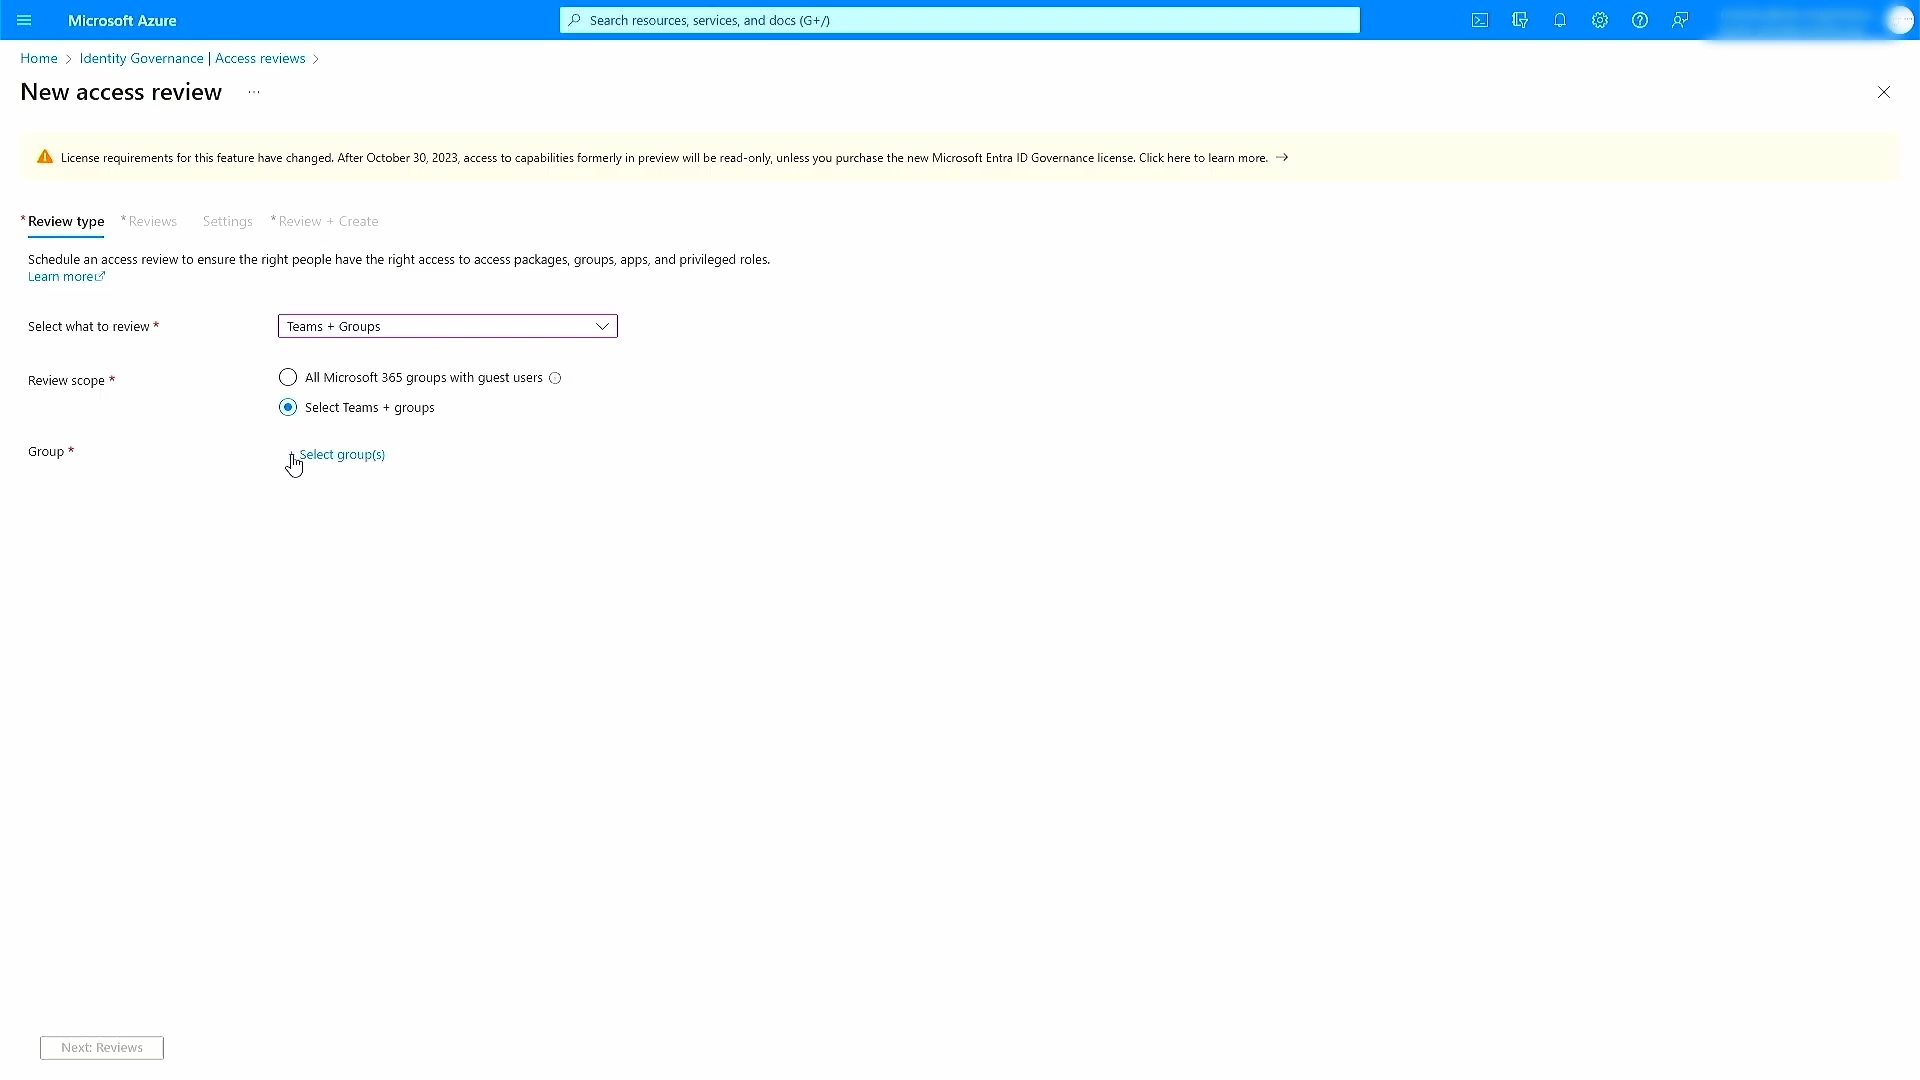 Microsoft Azure
Search resources, services, and docs (G+/)
Home > Identity Governance | Access reviews >
New access review ...
License requirements for this feature have changed. After October 30, 2023, access to capabilities formerly in preview will be read-only, unless you purchase the new Microsoft Entra ID Governance license. Click here to learn more. →
* Review type * Reviews Settings * Review + Create
Schedule an access review to ensure the right people have the right access to access packages, groups, apps, and privileged roles.
Learn more
Select what to review *
Teams + Groups
Review scope *
All Microsoft 365 groups with guest users
Select Teams + groups
Group *
Select group(s)
Next: Reviews